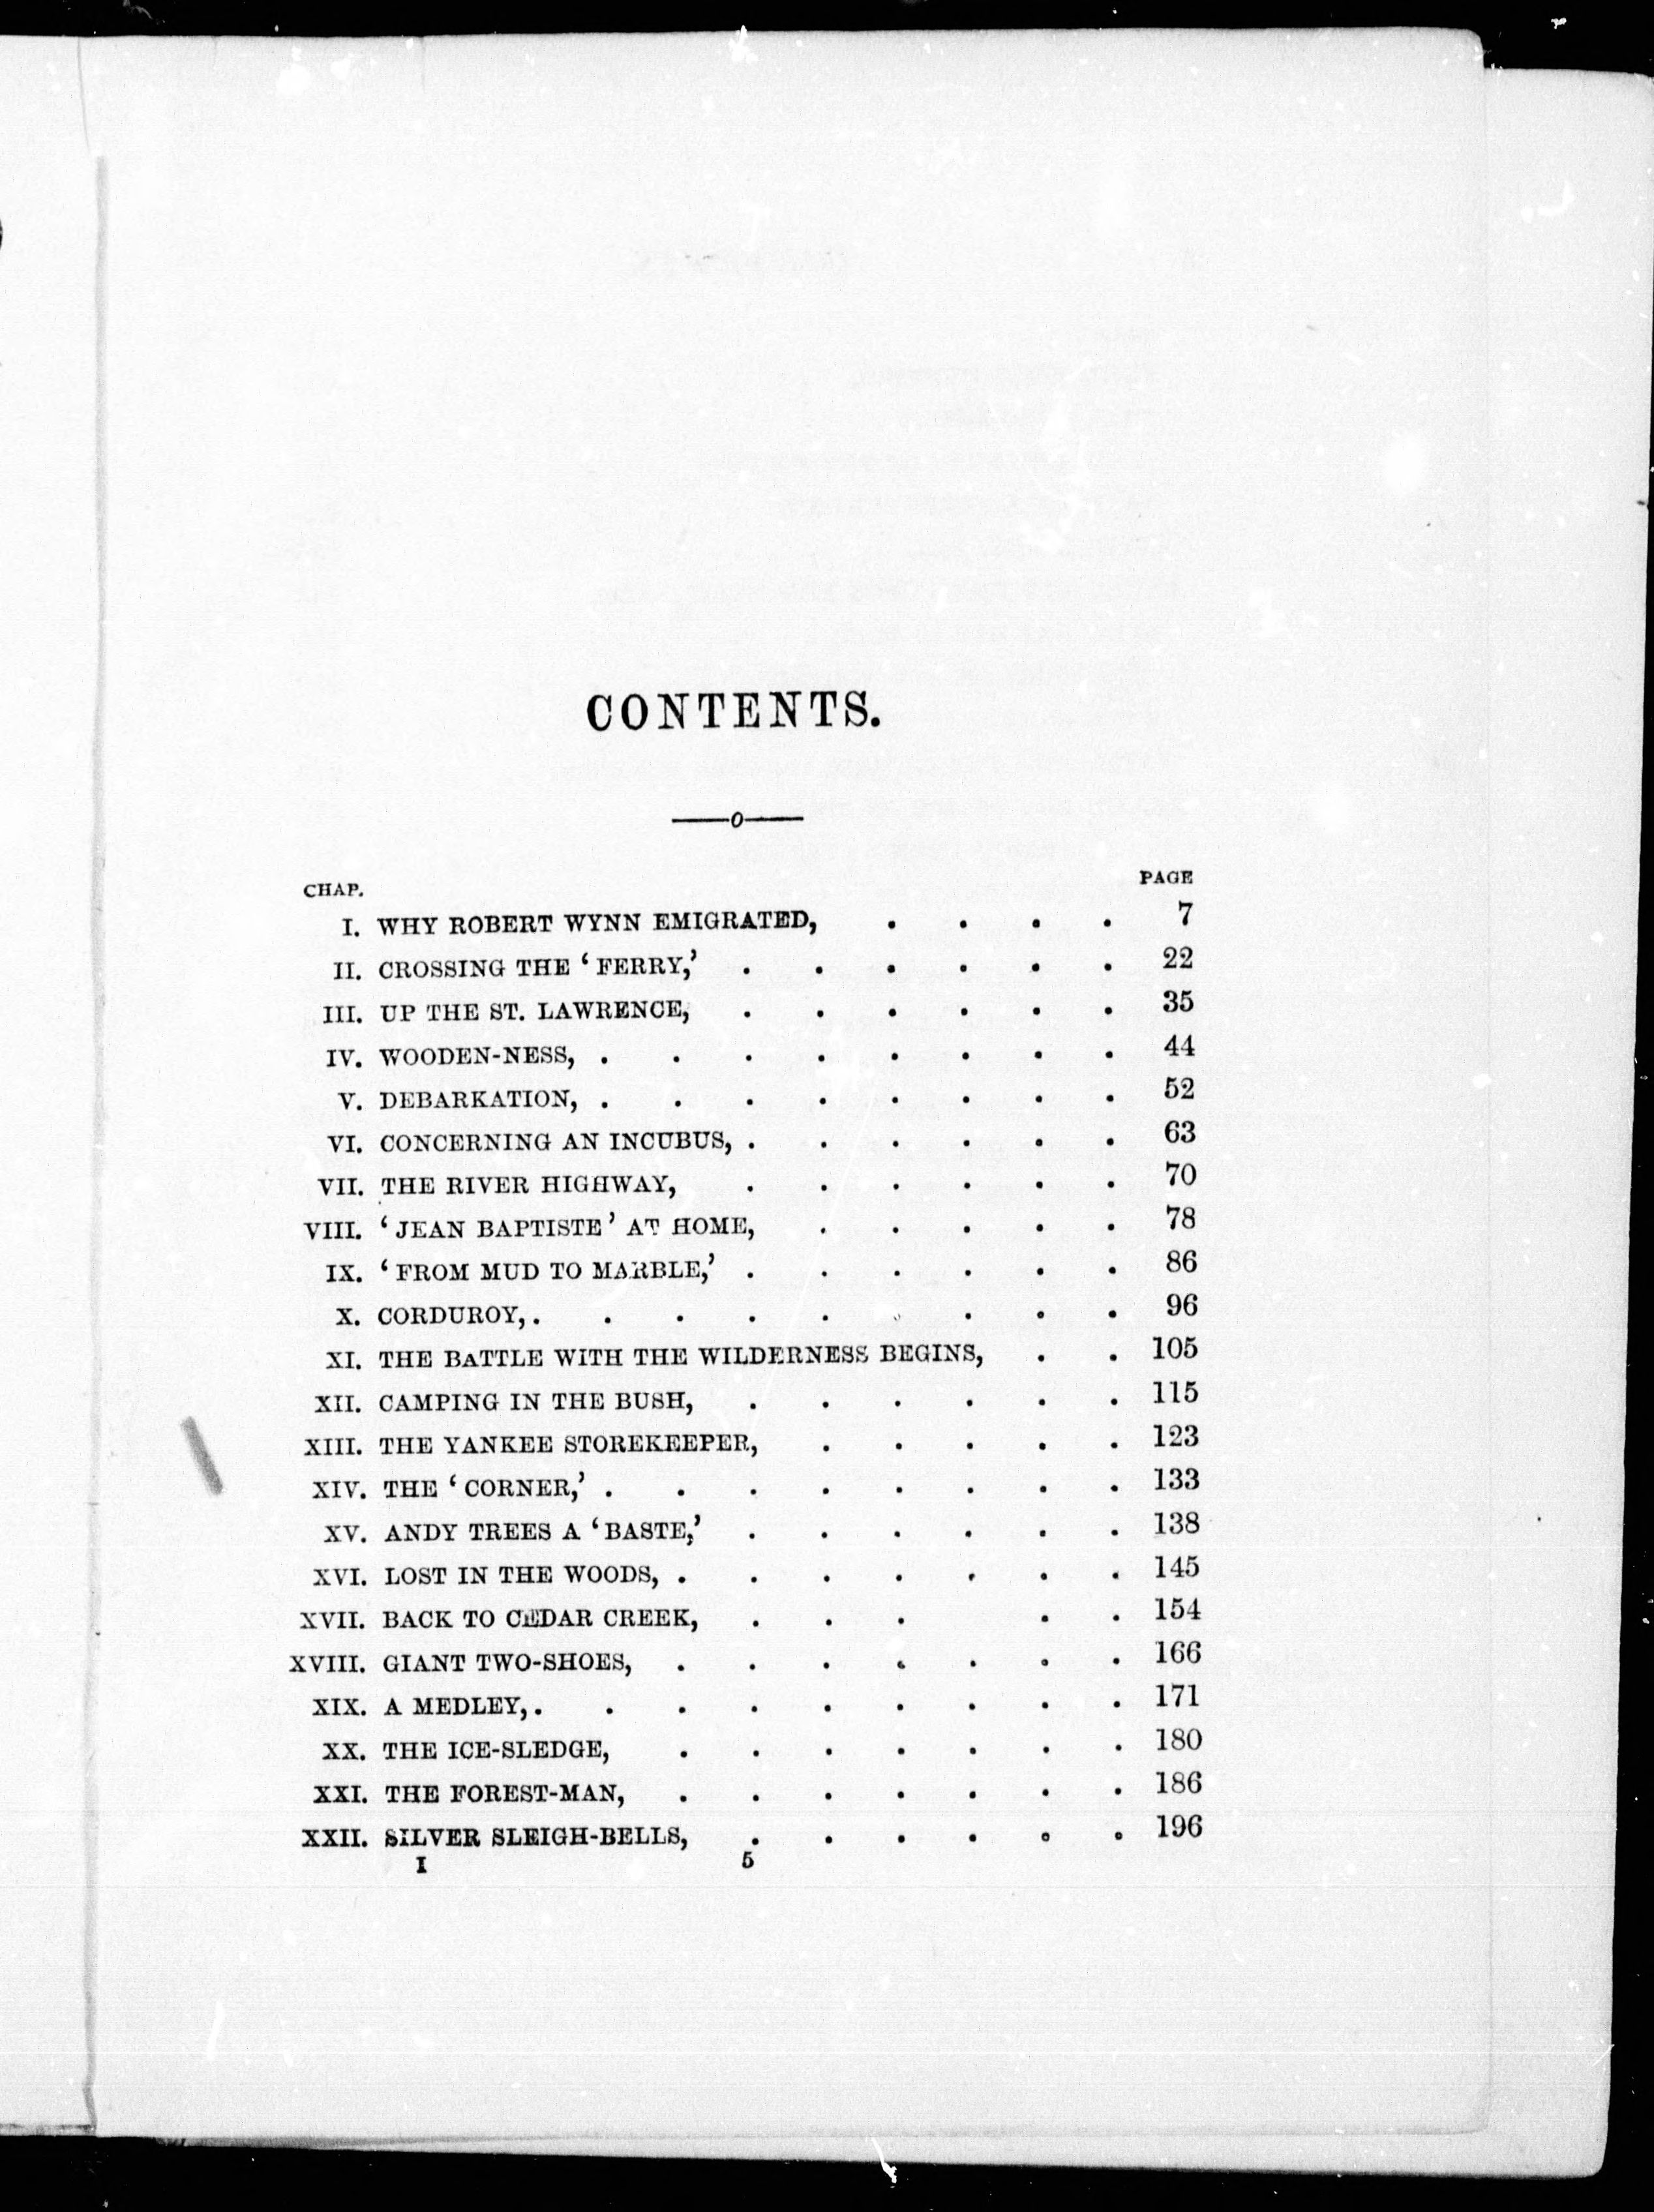 CONTENTS.
CHAP. PAGE
I. WHY ROBERT WYNN EMIGRATED, . . . . 7
II. CROSSING THE ‘FERRY,’ . . . . . . 22
III. UP THE ST. LAWRENCE, . . . . . . 35
IV. WOODEN-NESS, . . . . . . . . 44
V. DEBARKATION, . . . . . . . . 52
VI. CONCERNING AN INCUBUS, . . . . . . 63
VII. THE RIVER HIGHWAY, . . . . . . 70
VIII. ‘JEAN BAPTISTE’ AT HOME, . . . . . 78
IX. ‘FROM MUD TO MARBLE,’ . . . . . . 86
X. CORDUROY, . . . . . . . . . 96
XI. THE BATTLE WITH THE WILDERNESS BEGINS, . . 105
XII. CAMPING IN THE BUSH, . . . . . . 115
XIII. THE YANKEE STOREKEEPER, . . . . . 123
XIV. THE ‘CORNER,’ . . . . . . . . 133
XV. ANDY TREES A ‘BASTE,’ . . . . . . 138
XVI. LOST IN THE WOODS, . . . . . . . 145
XVII. BACK TO CEDAR CREEK, . . . . . 154
XVIII. GIANT TWO-SHOES, . . . . . . . 166
XIX. A MEDLEY, . . . . . . . . . 171
XX. THE ICE-SLEDGE, . . . . . . . 180
XXI. THE FOREST-MAN, . . . . . . . 186
XXII. SILVER SLEIGH-BELLS, . . . . . . 196
I 5